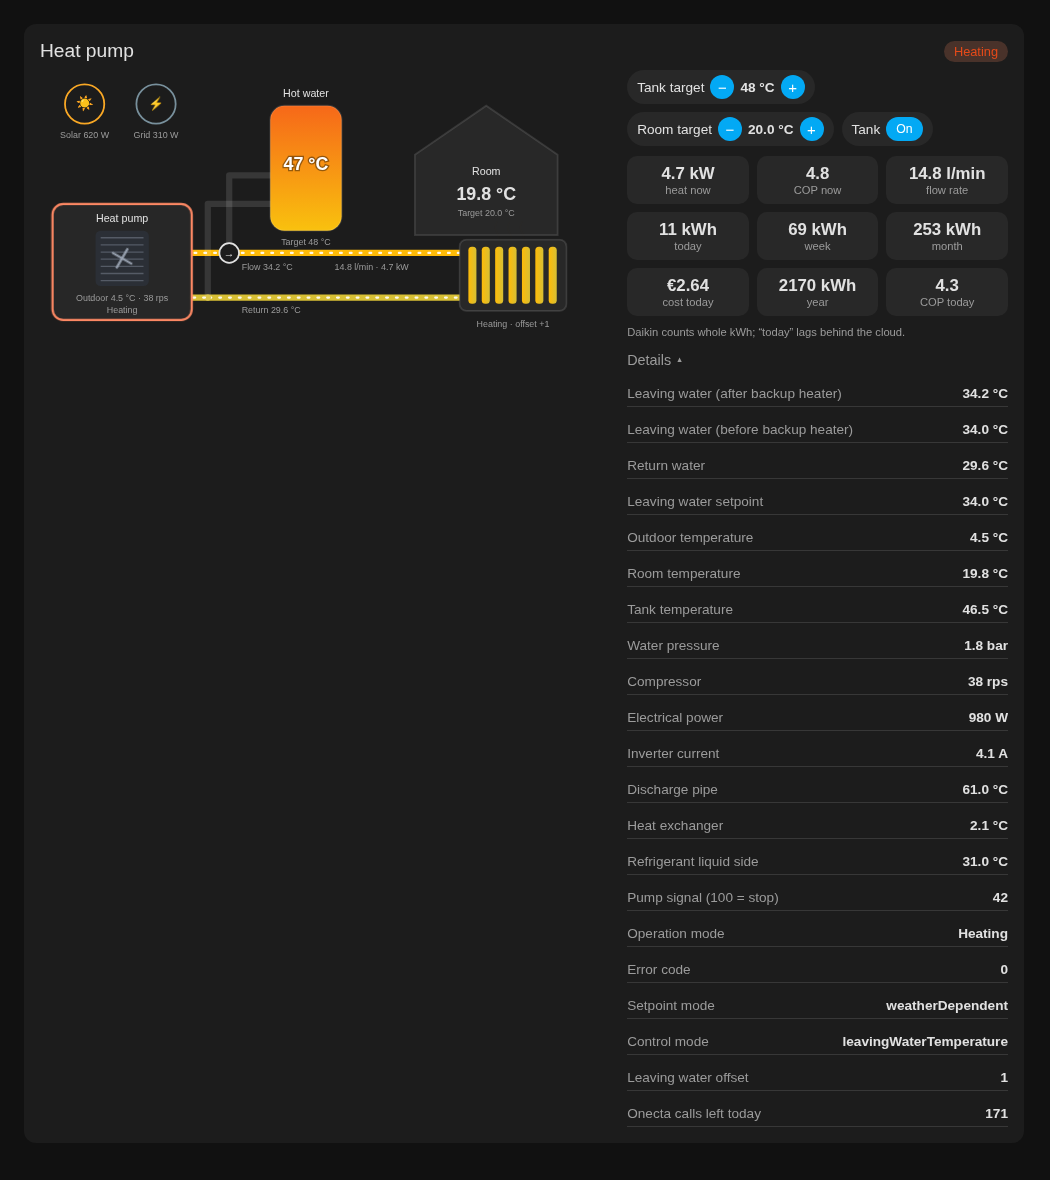 Heat pump
Heating
Solar 620 W
Grid 310 W
Hot water
47 °C
Target 48 °C
Room
19.8 °C
Target 20.0 °C
Heat pump
Outdoor 4.5 °C · 38 rps
Heating
→
Flow 34.2 °C
14.8 l/min · 4.7 kW
Return 29.6 °C
Heating · offset +1
Tank target − 48 °C +
Room target − 20.0 °C +
Tank On
4.7 kW
heat now
4.8
COP now
14.8 l/min
flow rate
11 kWh
today
69 kWh
week
253 kWh
month
€2.64
cost today
2170 kWh
year
4.3
COP today
Daikin counts whole kWh; “today” lags behind the cloud.
Details ▴
Leaving water (after backup heater) 34.2 °C
Leaving water (before backup heater) 34.0 °C
Return water 29.6 °C
Leaving water setpoint 34.0 °C
Outdoor temperature 4.5 °C
Room temperature 19.8 °C
Tank temperature 46.5 °C
Water pressure 1.8 bar
Compressor 38 rps
Electrical power 980 W
Inverter current 4.1 A
Discharge pipe 61.0 °C
Heat exchanger 2.1 °C
Refrigerant liquid side 31.0 °C
Pump signal (100 = stop) 42
Operation mode Heating
Error code 0
Setpoint mode weatherDependent
Control mode leavingWaterTemperature
Leaving water offset 1
Onecta calls left today 171